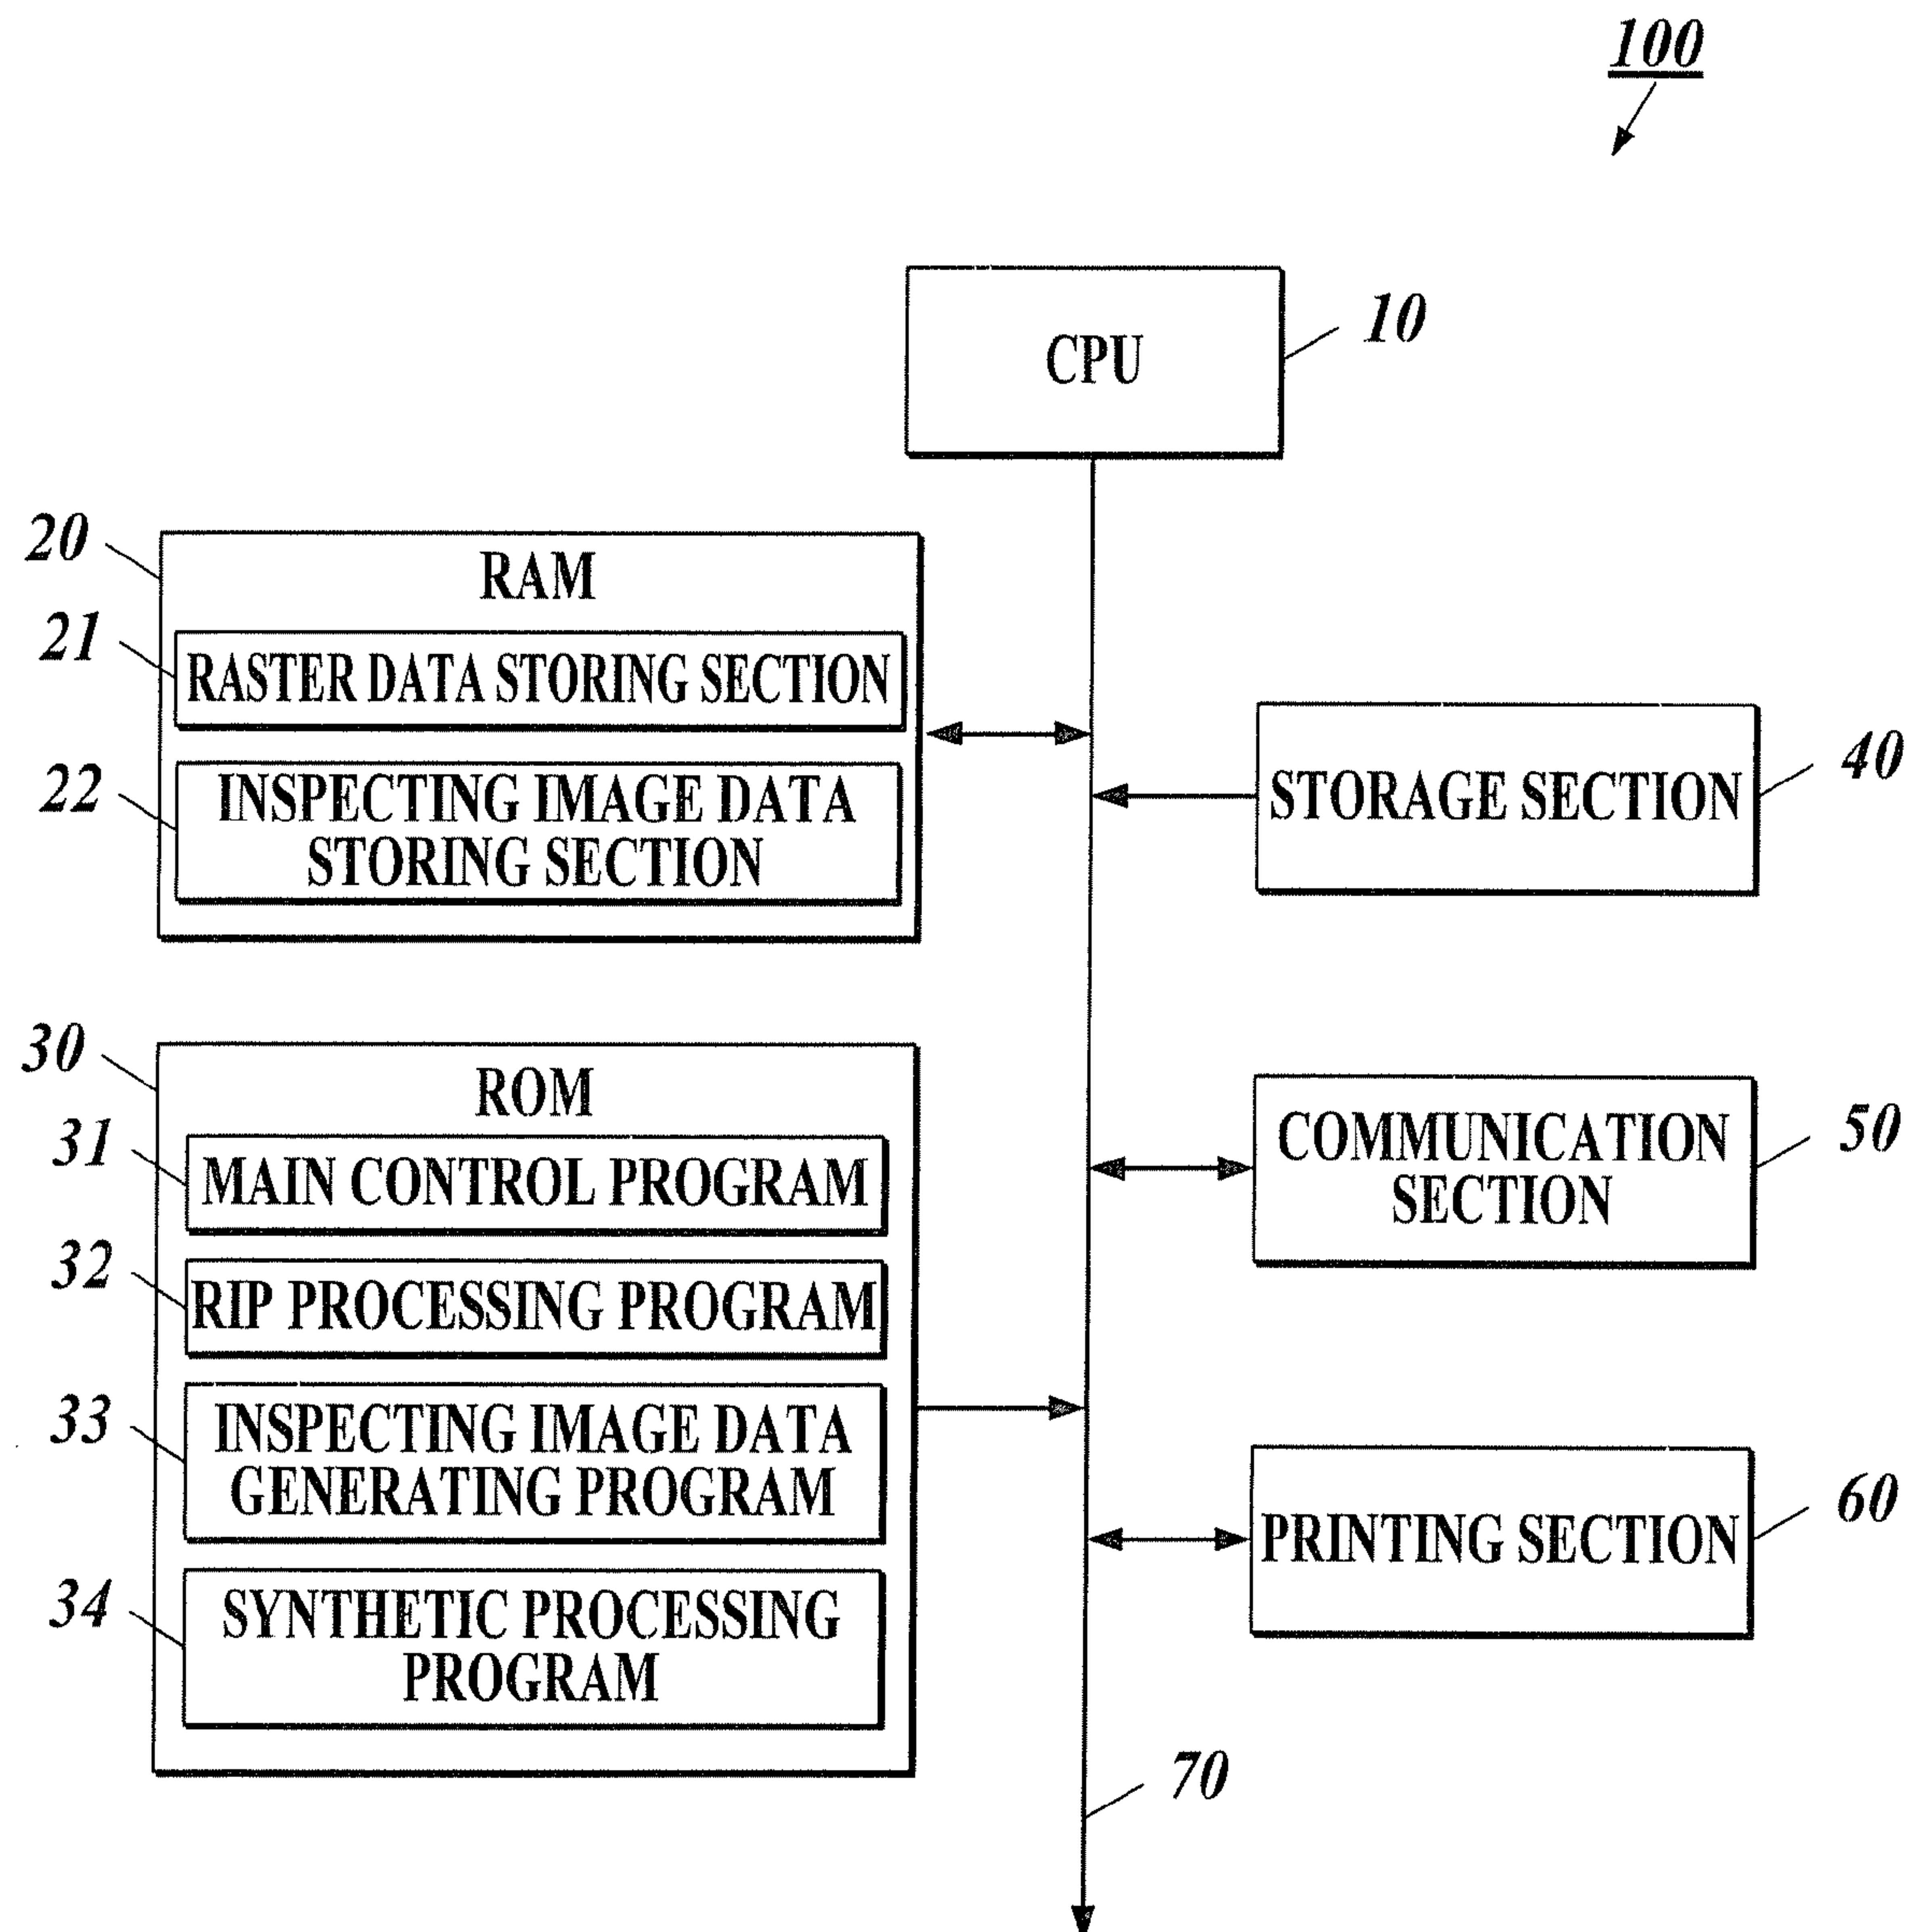 100
CPU
10
20
RAM
21
RASTER DATA STORING SECTION
22
INSPECTING IMAGE DATA
STORING SECTION
STORAGE SECTION
40
30
ROM
31
MAIN CONTROL PROGRAM
32
RIP PROCESSING PROGRAM
33
INSPECTING IMAGE DATA
GENERATING PROGRAM
34
SYNTHETIC PROCESSING
PROGRAM
COMMUNICATION
SECTION
50
PRINTING SECTION
60
70